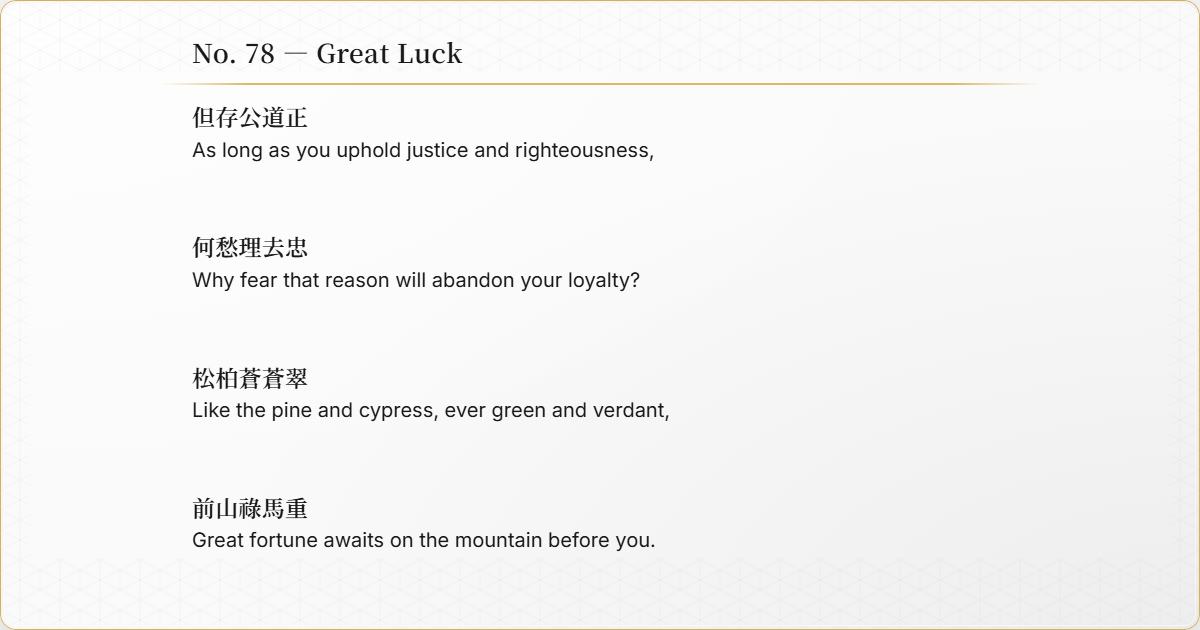 No. 78 — Great Luck
但存公道正
As long as you uphold justice and righteousness,
何愁理去忠
Why fear that reason will abandon your loyalty?
松柏蒼蒼翠
Like the pine and cypress, ever green and verdant,
前山祿馬重
Great fortune awaits on the mountain before you.